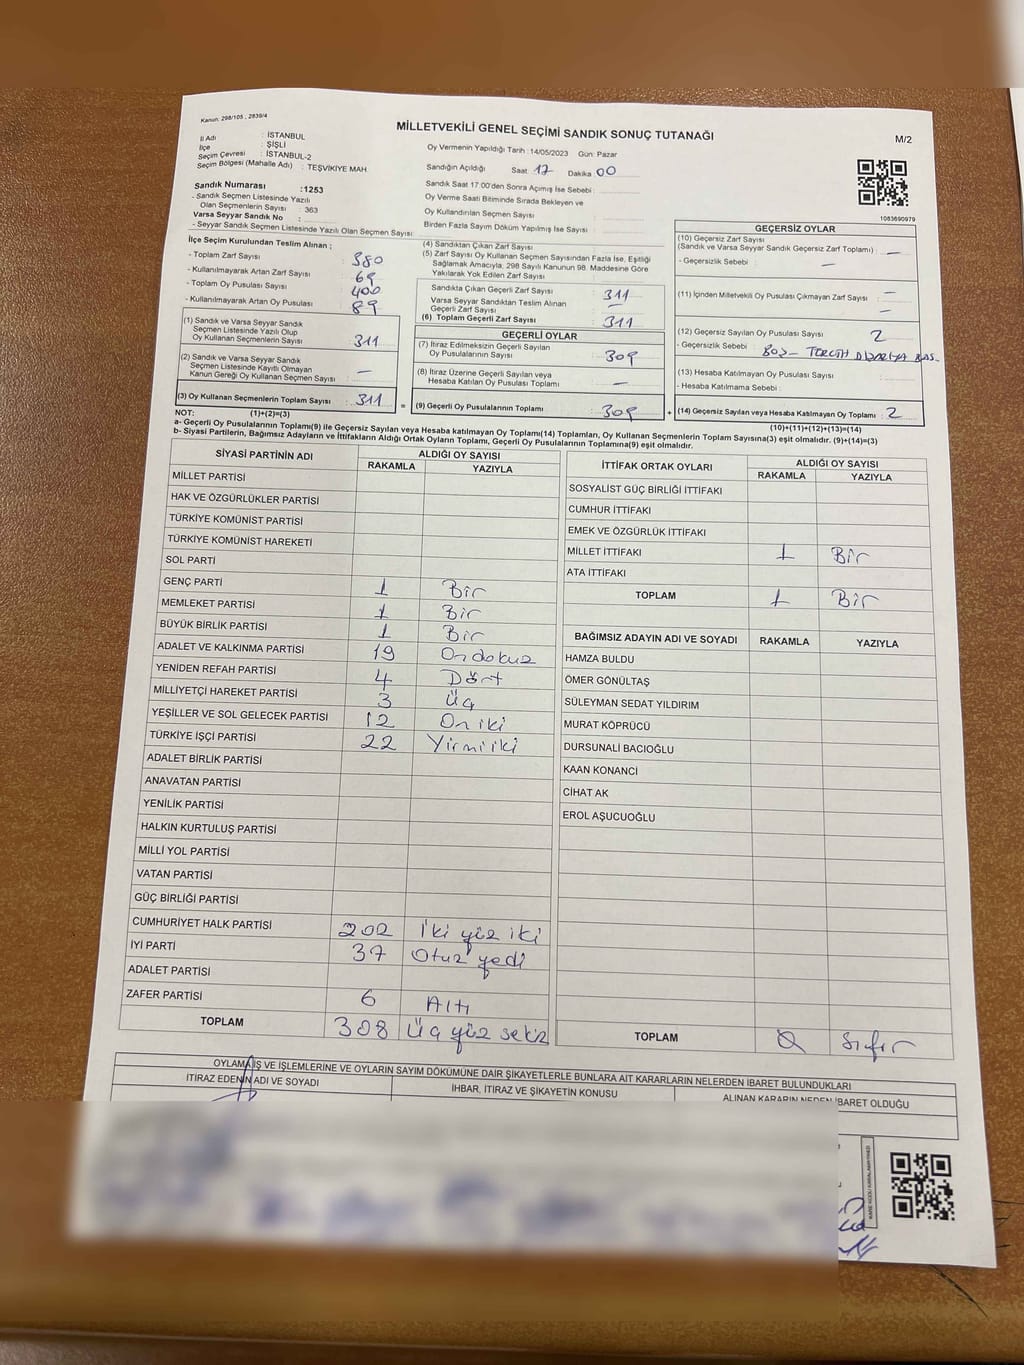 Kanun: 298/105 , 2839/4
MİLLETVEKİLİ GENEL SEÇİMİ SANDIK SONUÇ TUTANAĞI
M/2
İl Adı : İSTANBUL
İlçe : ŞİŞLİ
Seçim Çevresi : İSTANBUL-2
Seçim Bölgesi (Mahalle Adı) : TEŞVİKİYE MAH.
Oy Vermenin Yapıldığı Tarih : 14/05/2023 Gün: Pazar
Sandığın Açıldığı Saat 17 Dakika 00
Sandık Saat 17:00'den Sonra Açımış İse Sebebi :
Oy Verme Saati Bitiminde Sırada Bekleyen ve
Oy Kullandırılan Seçmen Sayısı :
Birden Fazla Sayım Döküm Yapılmış İse Sayısı :
1083690979
Sandık Numarası : 1253
- Sandık Seçmen Listesinde Yazılı
Olan Seçmenlerin Sayısı : 363
Varsa Seyyar Sandık No :
- Seyyar Sandık Seçmen Listesinde Yazılı Olan Seçmen Sayısı:
İlçe Seçim Kurulundan Teslim Alınan ;
- Toplam Zarf Sayısı : 380
- Kullanılmayarak Artan Zarf Sayısı : 69
- Toplam Oy Pusulası Sayısı : 400
- Kullanılmayarak Artan Oy Pusulası : 89
(1) Sandık ve Varsa Seyyar Sandık
Seçmen Listesinde Yazılı Olup
Oy Kullanan Seçmenlerin Sayısı : 311
(2) Sandık ve Varsa Seyyar Sandık
Seçmen Listesinde Kayıtlı Olmayan
Kanun Gereği Oy Kullanan Seçmen Sayısı : —
(3) Oy Kullanan Seçmenlerin Toplam Sayısı : 311 =
(4) Sandıktan Çıkan Zarf Sayısı :
(5) Zarf Sayısı Oy Kullanan Seçmen Sayısından Fazla İse, Eşitliği
Sağlamak Amacıyla, 298 Sayılı Kanunun 98. Maddesine Göre
Yakılarak Yok Edilen Zarf Sayısı :
Sandıkta Çıkan Geçerli Zarf Sayısı : 311
Varsa Seyyar Sandıktan Teslim Alınan
Geçerli Zarf Sayısı : —
(6) Toplam Geçerli Zarf Sayısı : 311
GEÇERLİ OYLAR
(7) İtiraz Edilmeksizin Geçerli Sayılan
Oy Pusulalarının Sayısı : 309
(8) İtiraz Üzerine Geçerli Sayılan veya
Hesaba Katılan Oy Pusulası Toplamı : —
(9) Geçerli Oy Pusulalarının Toplamı : 309 +
GEÇERSİZ OYLAR
(10) Geçersiz Zarf Sayısı
(Sandık ve Varsa Seyyar Sandık Geçersiz Zarf Toplamı) : —
- Geçersizlik Sebebi : —
(11) İçinden Milletvekili Oy Pusulası Çıkmayan Zarf Sayısı : —
—
(12) Geçersiz Sayılan Oy Pusulası Sayısı : 2
- Geçersizlik Sebebi : BOŞ-
(13) Hesaba Katılmayan Oy Pusulası Sayısı :
- Hesaba Katılmama Sebebi :
(14) Geçersiz Sayılan veya Hesaba Katılmayan Oy Toplamı : 2
NOT: (1)+(2)=(3)
(10)+(11)+(12)+(13)=(14)
a- Geçerli Oy Pusulalarının Toplamı(9) ile Geçersiz Sayılan veya Hesaba katılmayan Oy Toplamı(14) Toplamları, Oy Kullanan Seçmenlerin Toplam Sayısına(3) eşit olmalıdır. (9)+(14)=(3)
b- Siyasi Partilerin, Bağımsız Adayların ve İttifakların Aldığı Ortak Oyların Toplamı, Geçerli Oy Pusulalarının Toplamına(9) eşit olmalıdır.
SİYASİ PARTİNİN ADI
ALDIĞI OY SAYISI
RAKAMLA YAZIYLA
MİLLET PARTİSİ
HAK VE ÖZGÜRLÜKLER PARTİSİ
TÜRKİYE KOMÜNİST PARTİSİ
TÜRKİYE KOMÜNİST HAREKETİ
SOL PARTİ
GENÇ PARTİ 1 Bir
MEMLEKET PARTİSİ 1 Bir
BÜYÜK BİRLİK PARTİSİ 1 Bir
ADALET VE KALKINMA PARTİSİ 19 Ondokuz
YENİDEN REFAH PARTİSİ 4 Dört
MİLLİYETÇİ HAREKET PARTİSİ 3 Üç
YEŞİLLER VE SOL GELECEK PARTİSİ 12 On iki
TÜRKİYE İŞÇİ PARTİSİ 22 Yirmi iki
ADALET BİRLİK PARTİSİ
ANAVATAN PARTİSİ
YENİLİK PARTİSİ
HALKIN KURTULUŞ PARTİSİ
MİLLİ YOL PARTİSİ
VATAN PARTİSİ
GÜÇ BİRLİĞİ PARTİSİ
CUMHURİYET HALK PARTİSİ 202 İki yüz iki
İYİ PARTİ 37 Otuz yedi
ADALET PARTİSİ
ZAFER PARTİSİ 6 Altı
TOPLAM 308 Üç yüz sekiz
İTTİFAK ORTAK OYLARI
ALDIĞI OY SAYISI
RAKAMLA YAZIYLA
SOSYALİST GÜÇ BİRLİĞİ İTTİFAKI
CUMHUR İTTİFAKI
EMEK VE ÖZGÜRLÜK İTTİFAKI
MİLLET İTTİFAKI 1 Bir
ATA İTTİFAKI
TOPLAM 1 Bir
BAĞIMSIZ ADAYIN ADI VE SOYADI RAKAMLA YAZIYLA
HAMZA BULDU
ÖMER GÖNÜLTAŞ
SÜLEYMAN SEDAT YILDIRIM
MURAT KÖPRÜCÜ
DURSUNALİ BACIOĞLU
KAAN KONANCİ
CİHAT AK
EROL AŞUCUOĞLU
TOPLAM 0 Sıfır
OYLAMA İŞ VE İŞLEMLERİNE VE OYLARIN SAYIM DÖKÜMÜNE DAİR ŞİKAYETLERLE BUNLARA AİT KARARLARIN NELERDEN İBARET BULUNDUKLARI
İTİRAZ EDENİN ADI VE SOYADI
İHBAR, İTİRAZ VE ŞİKAYETİN KONUSU
ALINAN KARARIN NEDEN İBARET OLDUĞU